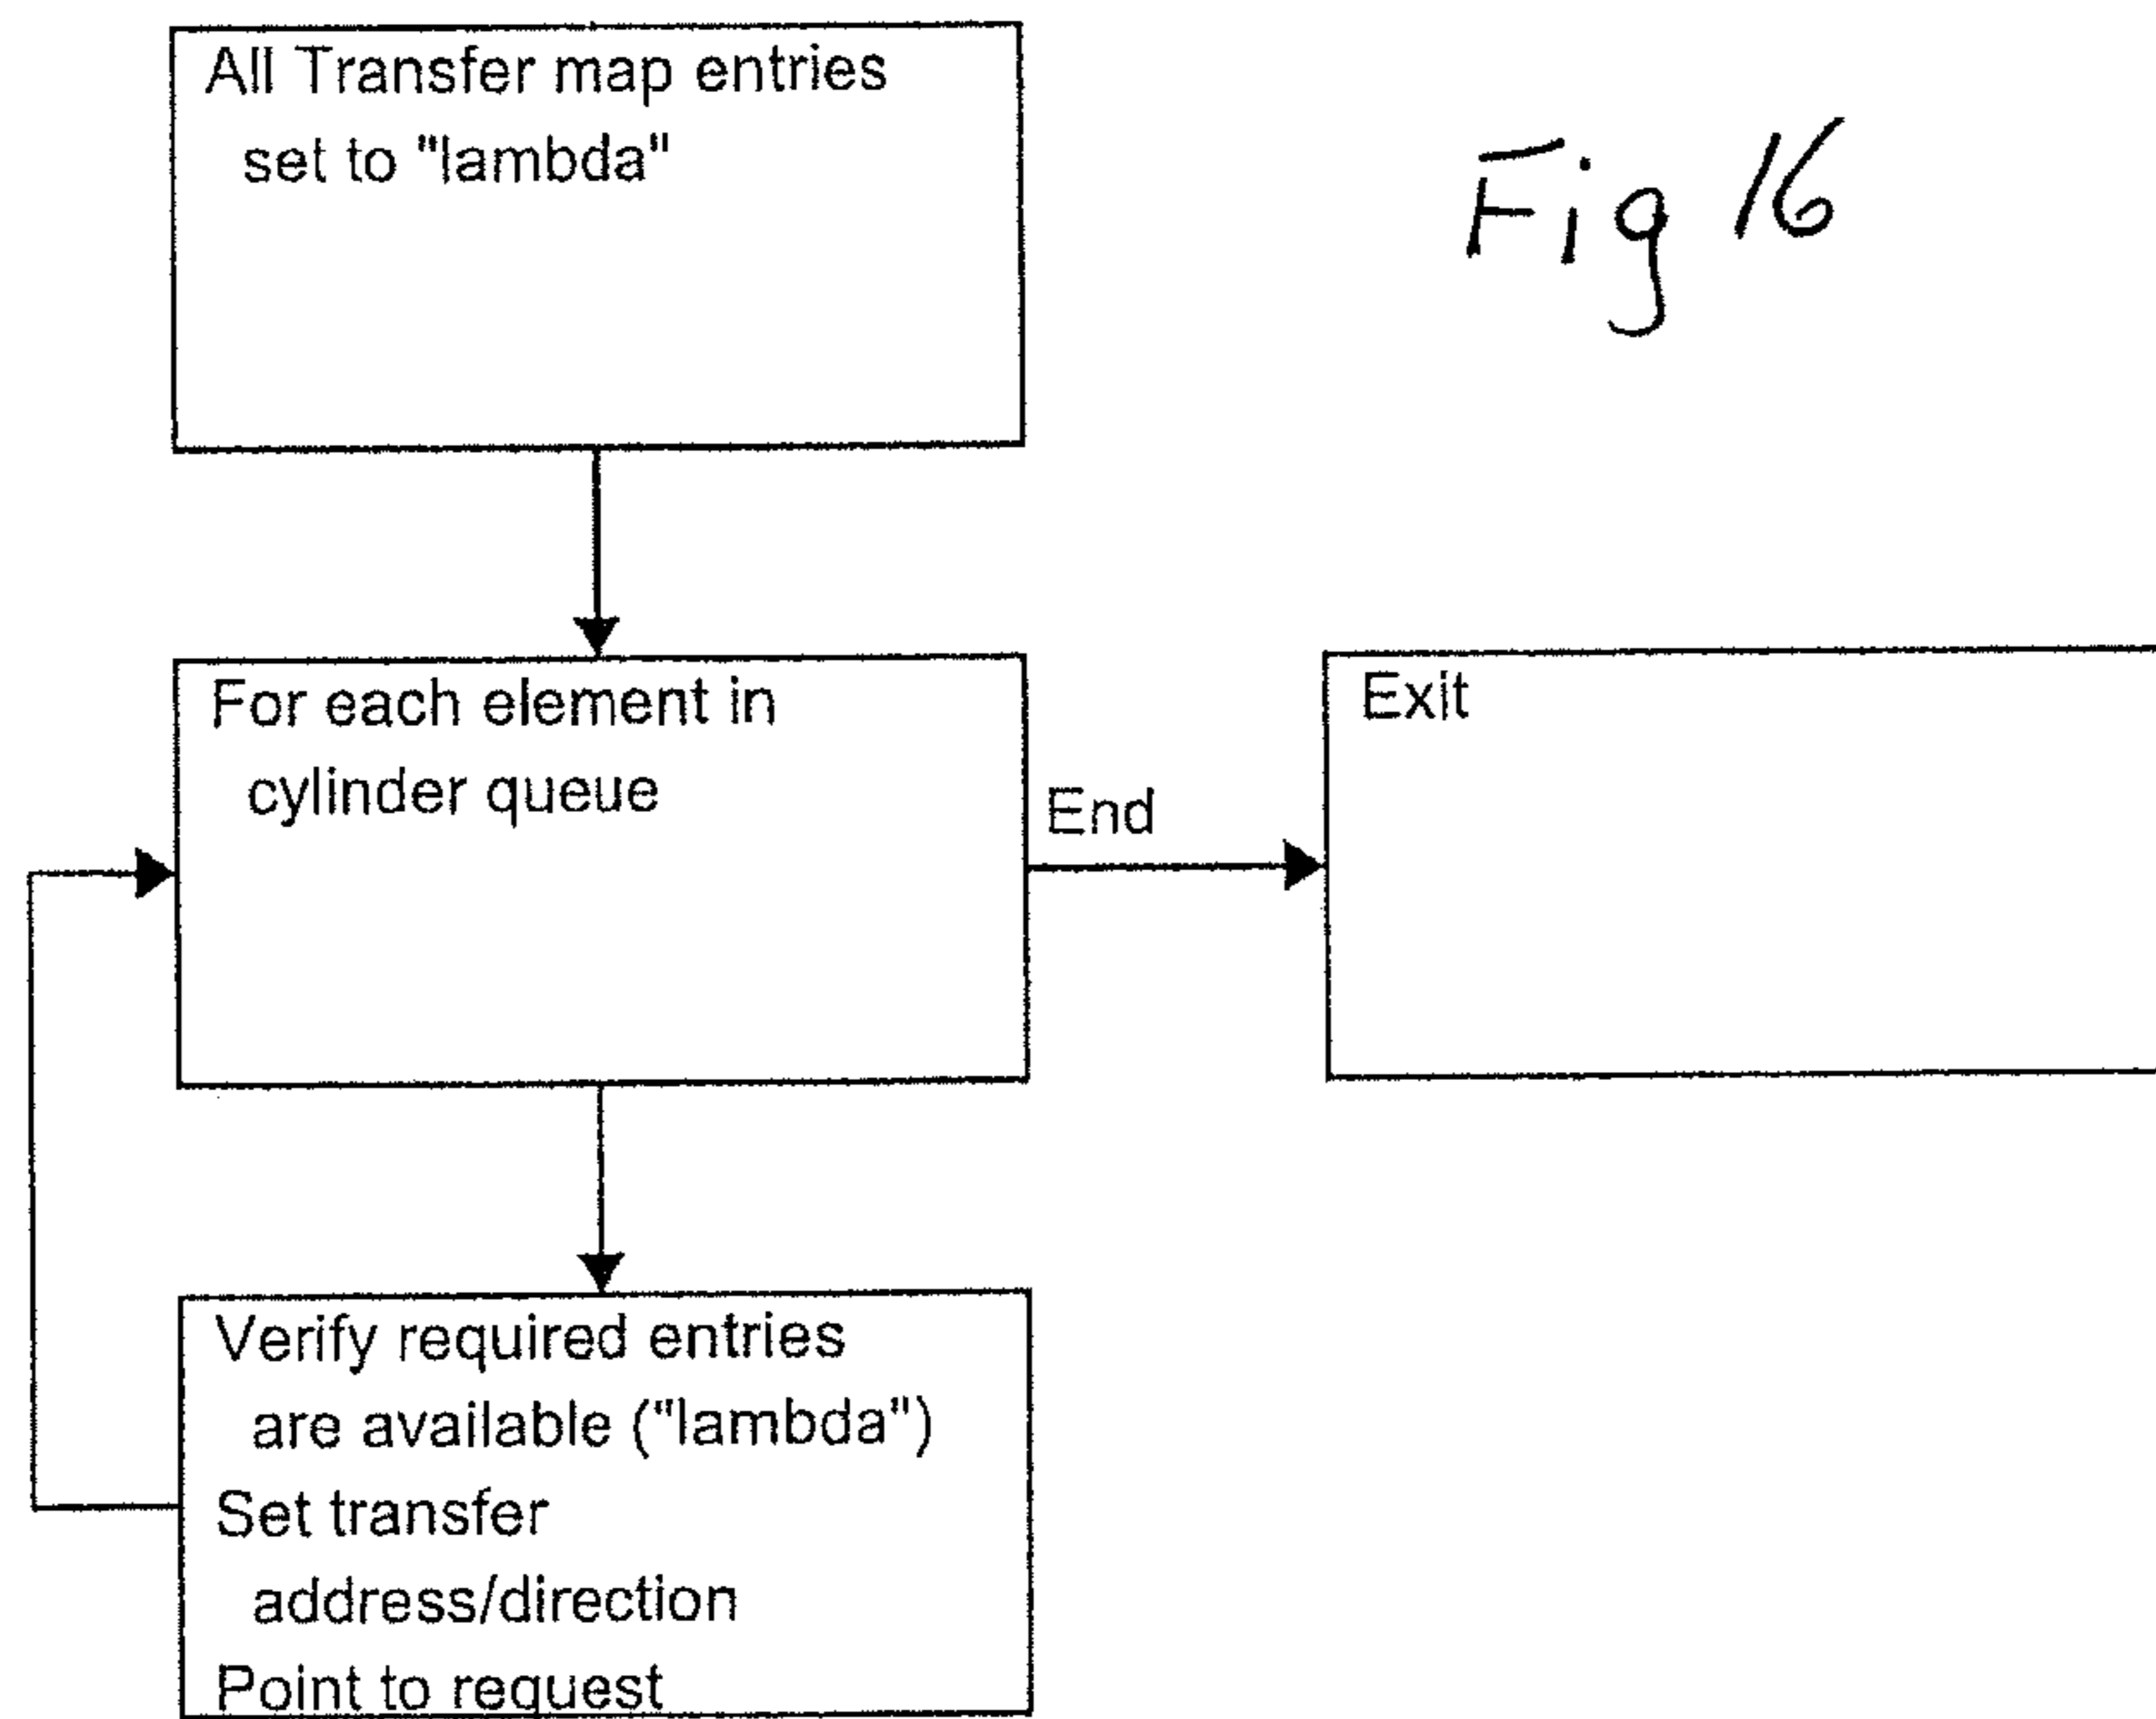 All Transfer map entries
set to "lambda"
Fig 16
For each element in
cylinder queue
End
Exit
Verify required entries
are available ("lambda")
Set transfer
address/direction
Point to request